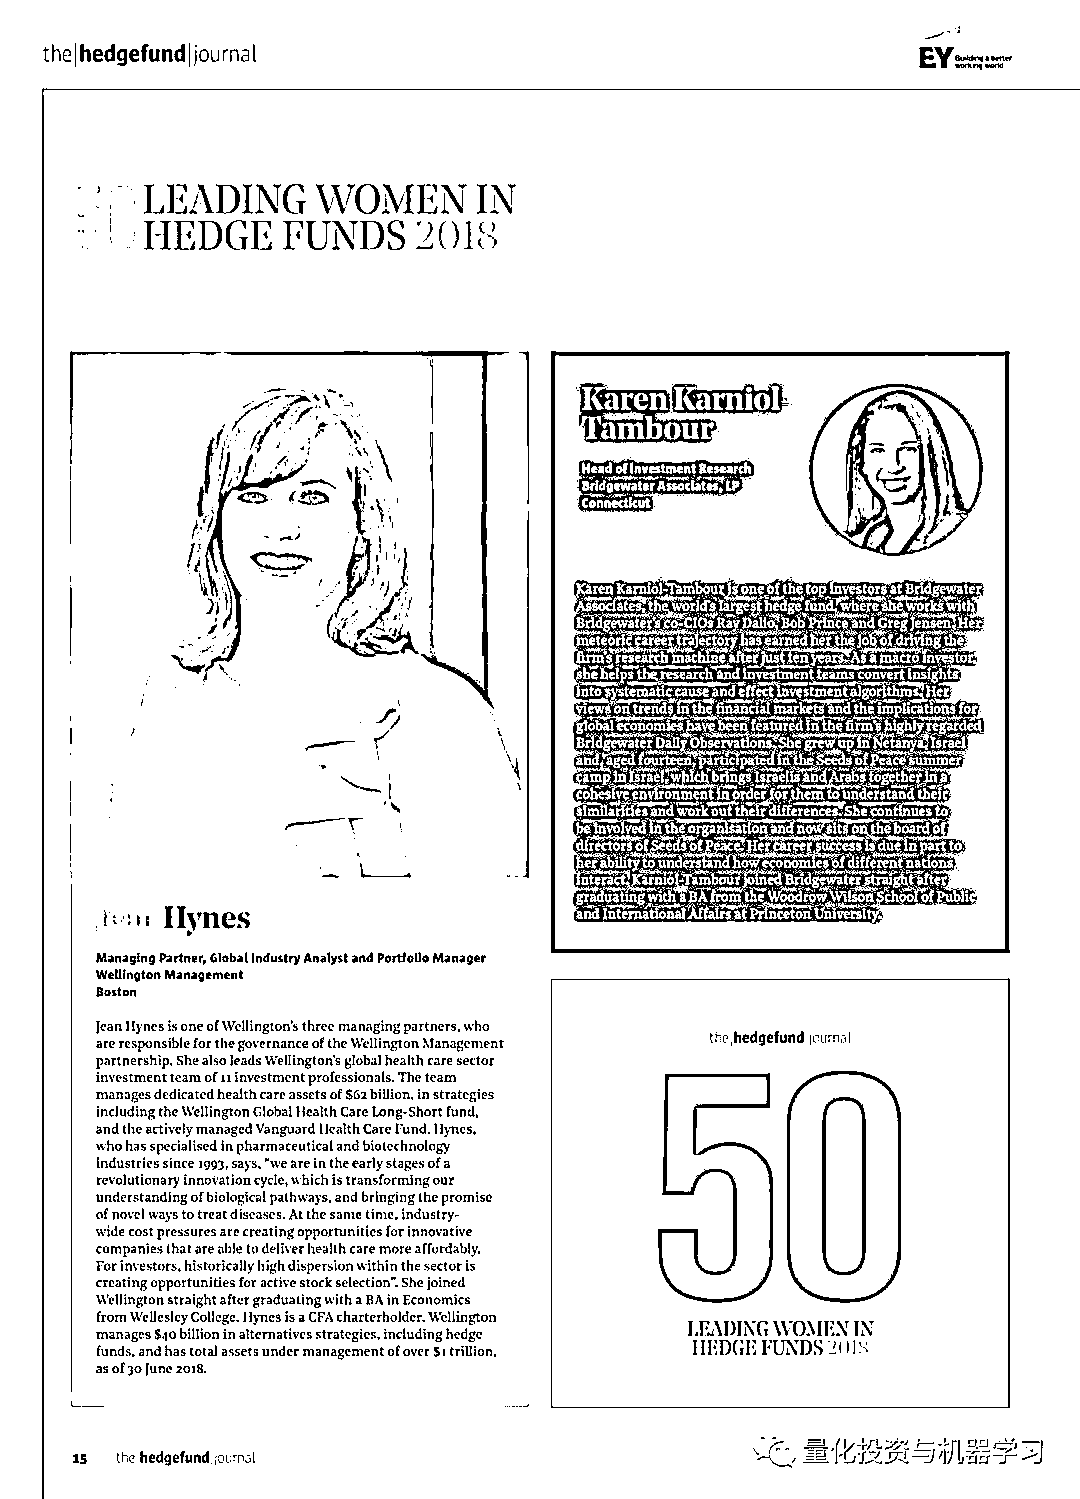 the|hedgefund|journal
EY Building a better
working world
LEADING WOMEN IN
HEDGE FUNDS 2018
Jean Hynes
Managing Partner, Global Industry Analyst and Portfolio Manager
Wellington Management
Boston
Jean Hynes is one of Wellington's three managing partners, who
are responsible for the governance of the Wellington Management
partnership. She also leads Wellington's global health care sector
investment team of 11 investment professionals. The team
manages dedicated health care assets of $62 billion, in strategies
including the Wellington Global Health Care Long-Short fund,
and the actively managed Vanguard Health Care Fund. Hynes,
who has specialised in pharmaceutical and biotechnology
industries since 1993, says, "we are in the early stages of a
revolutionary innovation cycle, which is transforming our
understanding of biological pathways, and bringing the promise
of novel ways to treat diseases. At the same time, industry-
wide cost pressures are creating opportunities for innovative
companies that are able to deliver health care more affordably.
For investors, historically high dispersion within the sector is
creating opportunities for active stock selection". She joined
Wellington straight after graduating with a BA in Economics
from Wellesley College. Hynes is a CFA charterholder. Wellington
manages $40 billion in alternatives strategies, including hedge
funds, and has total assets under management of over $1 trillion,
as of 30 June 2018.
Karen Karniol-
Tambour
Head of Investment Research
Bridgewater Associates, LP
Connecticut
Karen Karniol-Tambour is one of the top investors at Bridgewater
Associates, the world's largest hedge fund, where she works with
Bridgewater's co-CIOs Ray Dalio, Bob Prince and Greg Jensen. Her
meteoric career trajectory has earned her the job of driving the
firm's research machine after just ten years. As a macro investor,
she helps the research and investment teams convert insights
into systematic cause and effect investment algorithms. Her
views on trends in the financial markets and the implications for
global economies have been featured in the firm's highly regarded
Bridgewater Daily Observations. She grew up in Netanya, Israel
and, aged fourteen, participated in the Seeds of Peace summer
camp in Israel, which brings Israelis and Arabs together in a
cohesive environment in order for them to understand their
similarities and work out their differences. She continues to
be involved in the organisation and now sits on the board of
directors of Seeds of Peace. Her career success is due in part to
her ability to understand how economies of different nations
interact. Karniol-Tambour joined Bridgewater straight after
graduating with a BA from the Woodrow Wilson School of Public
and International Affairs at Princeton University.
the|hedgefund|journal
50
LEADING WOMEN IN
HEDGE FUNDS 2018
15 the|hedgefund|journal
量化投资与机器学习